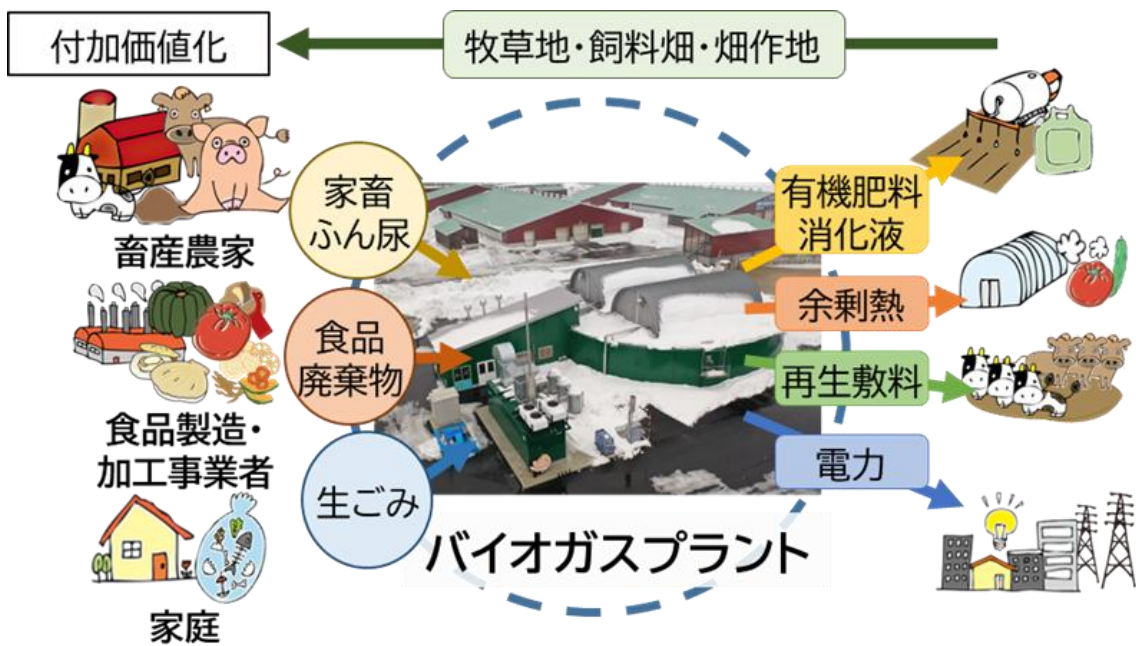 付加価値化
牧草地・飼料畑・畑作地
畜産農家
家畜
ふん尿
食品製造・
加工事業者
食品
廃棄物
家庭
生ごみ
バイオガスプラント
有機肥料
消化液
余剰熱
再生敷料
電力